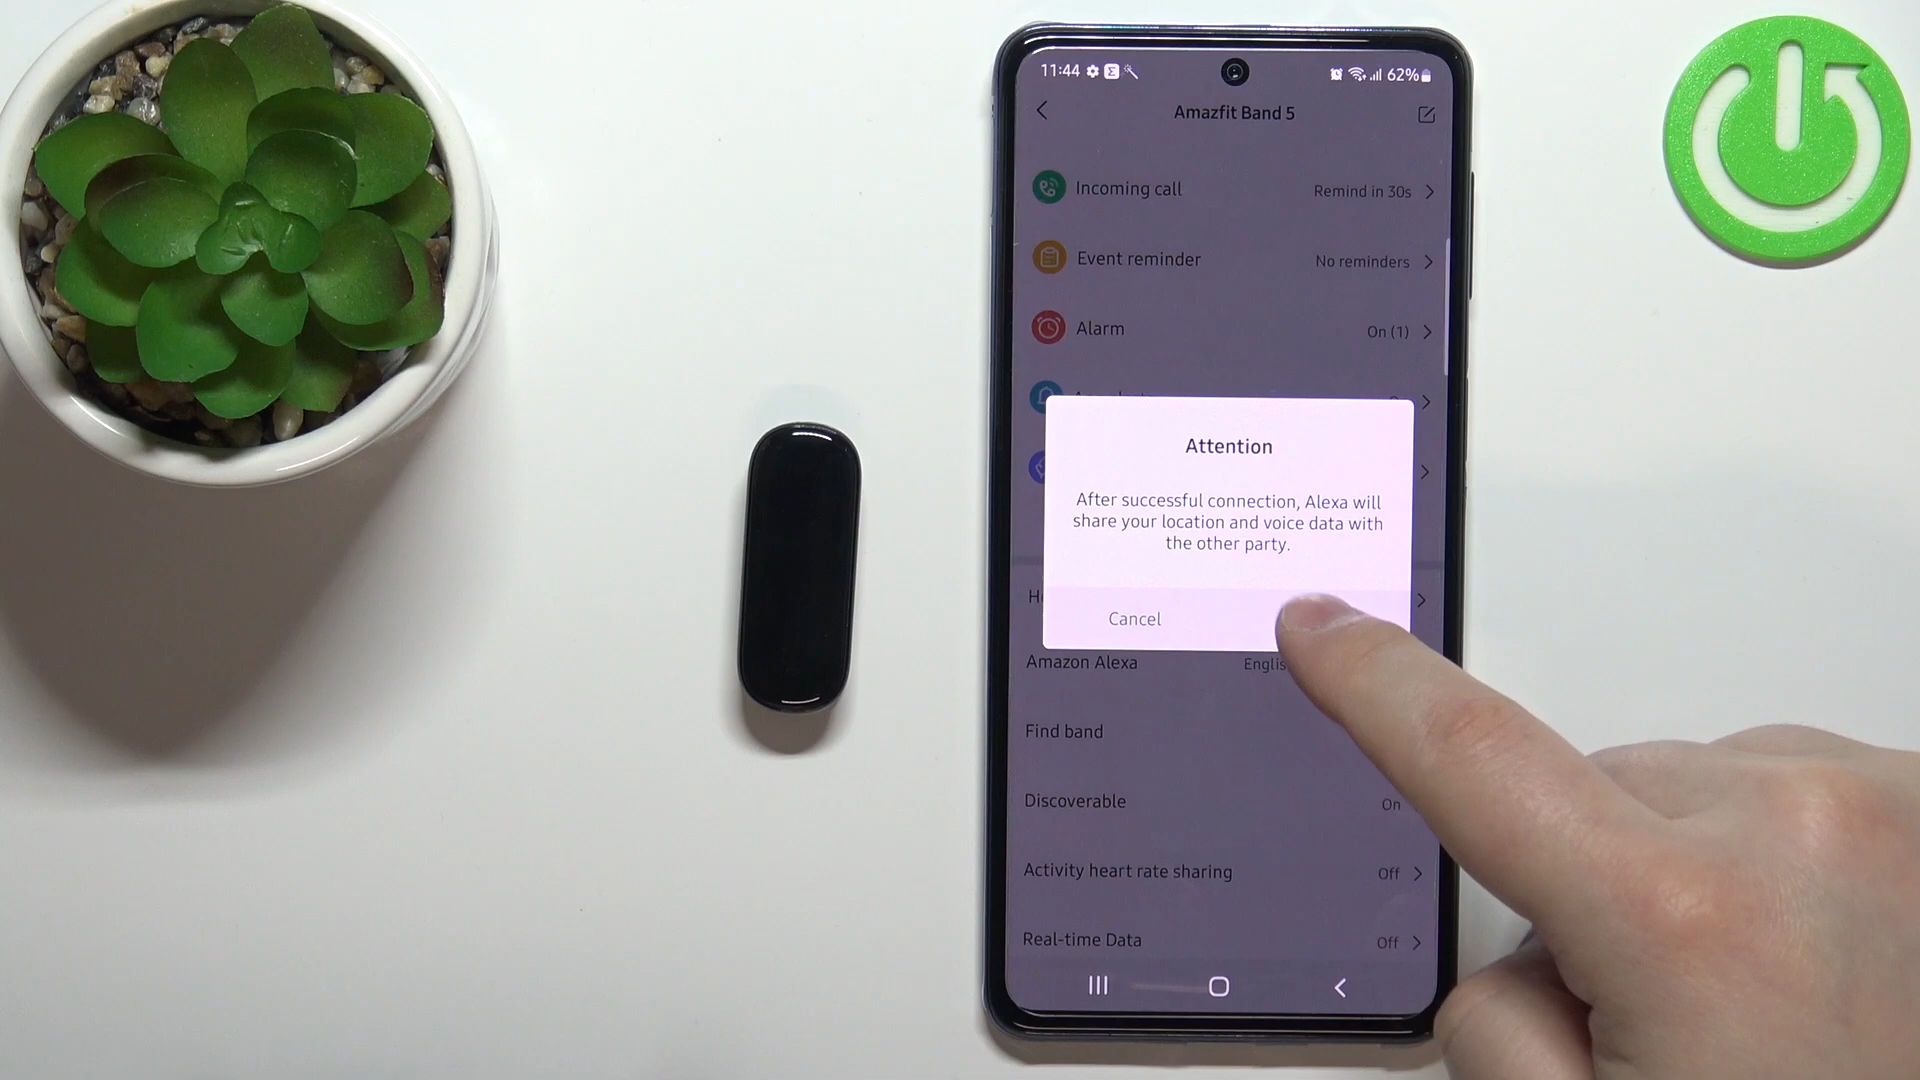 11:44
62%
Amazfit Band 5
Incoming call Remind in 30s
Event reminder No reminders
Alarm On (1)
Attention
After successful connection, Alexa will
share your location and voice data with
the other party.
Cancel
Amazon Alexa
Find band
Discoverable On
Activity heart rate sharing Off
Real-time Data Off